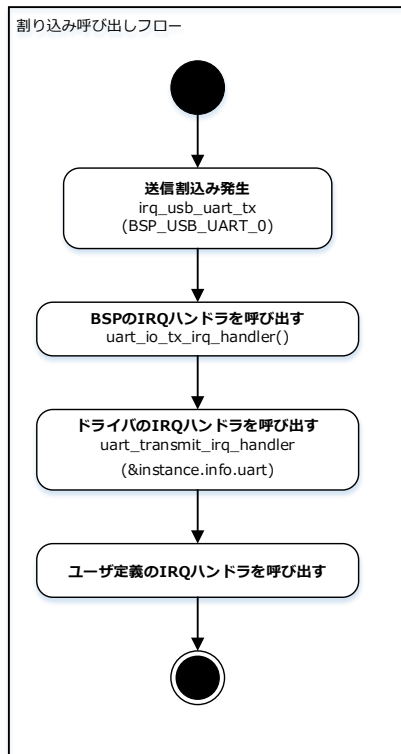 割り込み呼び出しフロー
送信割込み発生
irq_usb_uart_tx
(BSP_USB_UART_0)
BSPのIRQハンドラを呼び出す
uart_io_tx_irq_handler()
ドライバのIRQハンドラを呼び出す
uart_transmit_irq_handler
(&instance.info.uart)
ユーザ定義のIRQハンドラを呼び出す